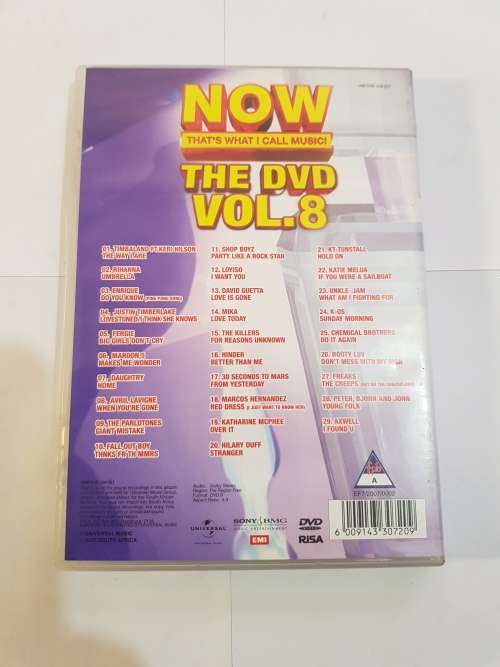 NOW
THAT'S WHAT I CALL MUSIC!
THE DVD
VOL.8
01. TIMBALAND FT.KERI HILSON
THE WAY I ARE
02. RIHANNA
UMBRELLA
03. ENRIQUE
DO YOU KNOW (PING PONG SONG)
04. JUSTIN TIMBERLAKE
LOVESTONED/I THINK SHE KNOWS
05. FERGIE
BIG GIRLS DON'T CRY
06. MAROON 5
MAKES ME WONDER
07. DAUGHTRY
HOME
08. AVRIL LAVIGNE
WHEN YOU'RE GONE
09. THE PARLOTONES
GIANT MISTAKE
10. FALL OUT BOY
THNKS FR TH MMRS
11. SHOP BOYZ
PARTY LIKE A ROCK STAR
12. LOYISO
I WANT YOU
13. DAVID GUETTA
LOVE IS GONE
14. MIKA
LOVE TODAY
15. THE KILLERS
FOR REASONS UNKNOWN
16. HINDER
BETTER THAN ME
17. 30 SECONDS TO MARS
FROM YESTERDAY
18. MARCOS HERNANDEZ
RED DRESS (I JUST WANT TO KNOW HER)
19. KATHARINE MCPHEE
OVER IT
20. HILARY DUFF
STRANGER
21. KT TUNSTALL
HOLD ON
22. KATIE MELUA
IF YOU WERE A SAILBOAT
23. UNKLE JAM
WHAT AM I FIGHTING FOR
24. K-OS
SUNDAY MORNING
25. CHEMICAL BROTHERS
DO IT AGAIN
26. BOOTY LUV
DON'T MESS WITH MY MAN
27. FREAKS
THE CREEPS
28. PETER, BJORN AND JOHN
YOUNG FOLK
29. AXWELL
I FOUND U
A
EF7/2007/0002
UNIVERSAL
SONY BMG
MUSIC ENTERTAINMENT
EMI
DVD
VIDEO
RISA
6 009143 307209